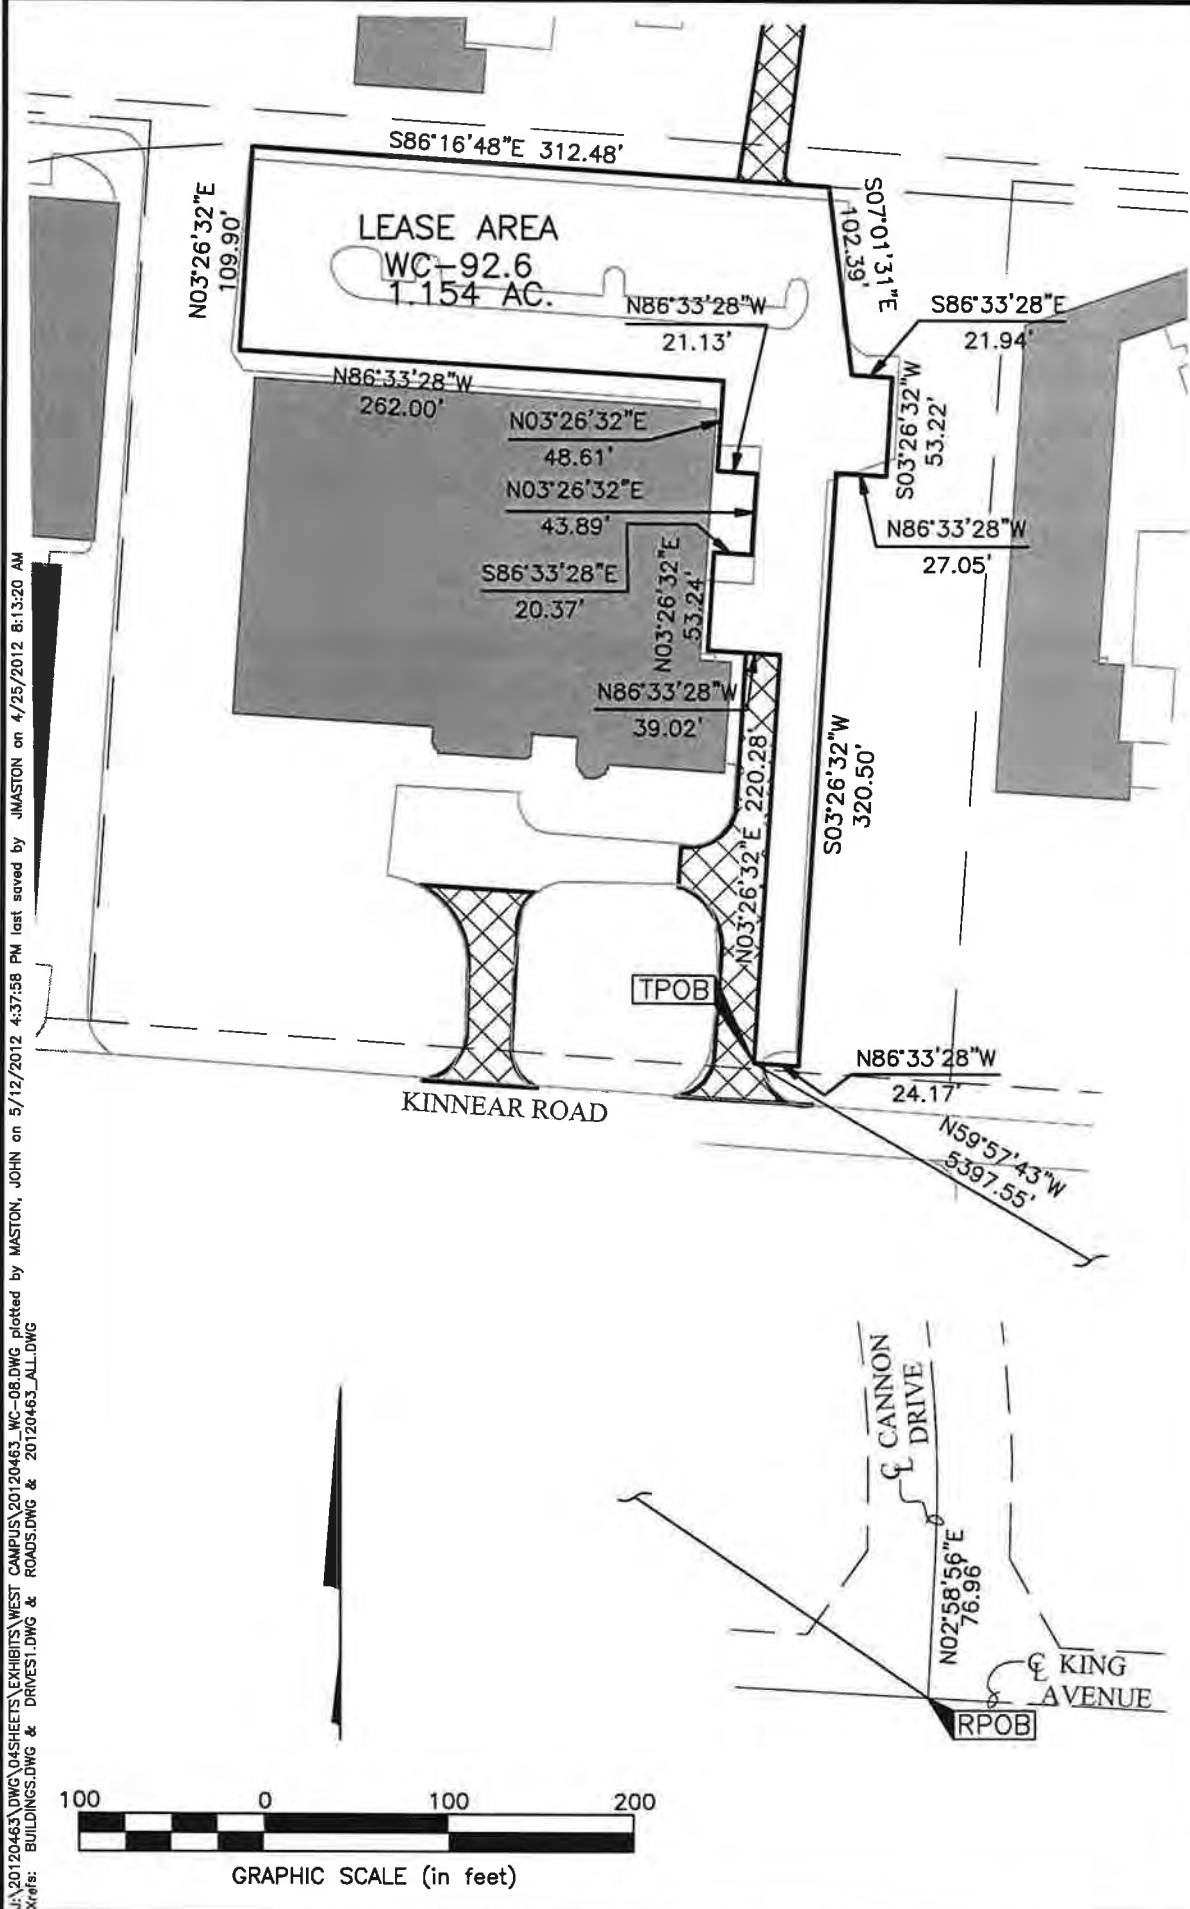 S86°16'48"E 312.48'
N03°26'32"E
109.90'
LEASE AREA
WC-92.6
1.154 AC.
S07°01'31"E
102.39'
N86°33'28"W
21.13'
S86°33'28"E
21.94'
N86°33'28"W
262.00'
N03°26'32"E
48.61'
S03°26'32"W
53.22'
N03°26'32"E
43.89'
N86°33'28"W
27.05'
S86°33'28"E
20.37'
N03°26'32"E
53.24'
N86°33'28"W
39.02'
N03°26'32"E 220.28'
S03°26'32"W
320.50'
TPOB
N86°33'28"W
24.17'
KINNEAR ROAD
N59°57'43"W
5397.55'
℄ CANNON
DRIVE
N02°58'56"E
76.96'
℄ KING
AVENUE
RPOB
100 0 100 200
GRAPHIC SCALE (in feet)
J:\20120463\DWG\04SHEETS\EXHIBITS\WEST CAMPUS\20120463_WC-08.DWG plotted by MASTON, JOHN on 5/12/2012 4:37:58 PM last saved by JMASTON on 4/25/2012 8:13:20 AM
Xrefs: BUILDINGS.DWG & DRIVES1.DWG & ROADS.DWG & 20120463_ALL.DWG